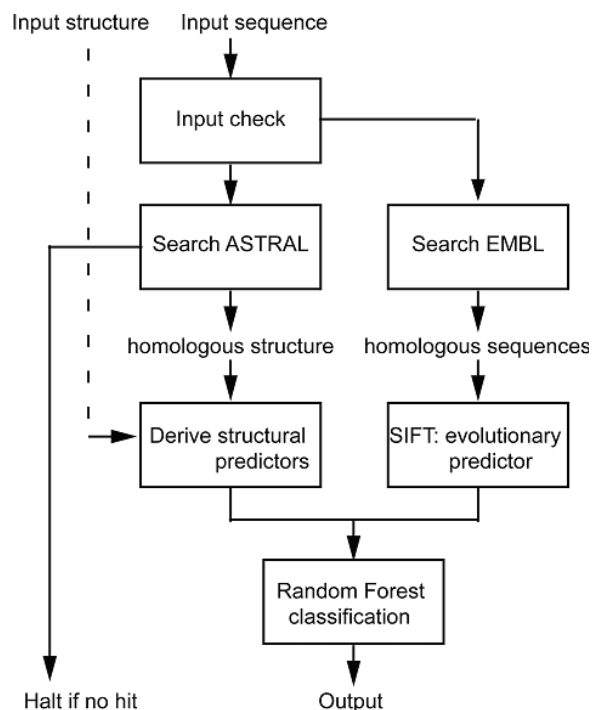 Input structure
Input sequence
Input check
Search ASTRAL
Search EMBL
homologous structure
homologous sequences
Derive structural
predictors
SIFT: evolutionary
predictor
Random Forest
classification
Halt if no hit
Output